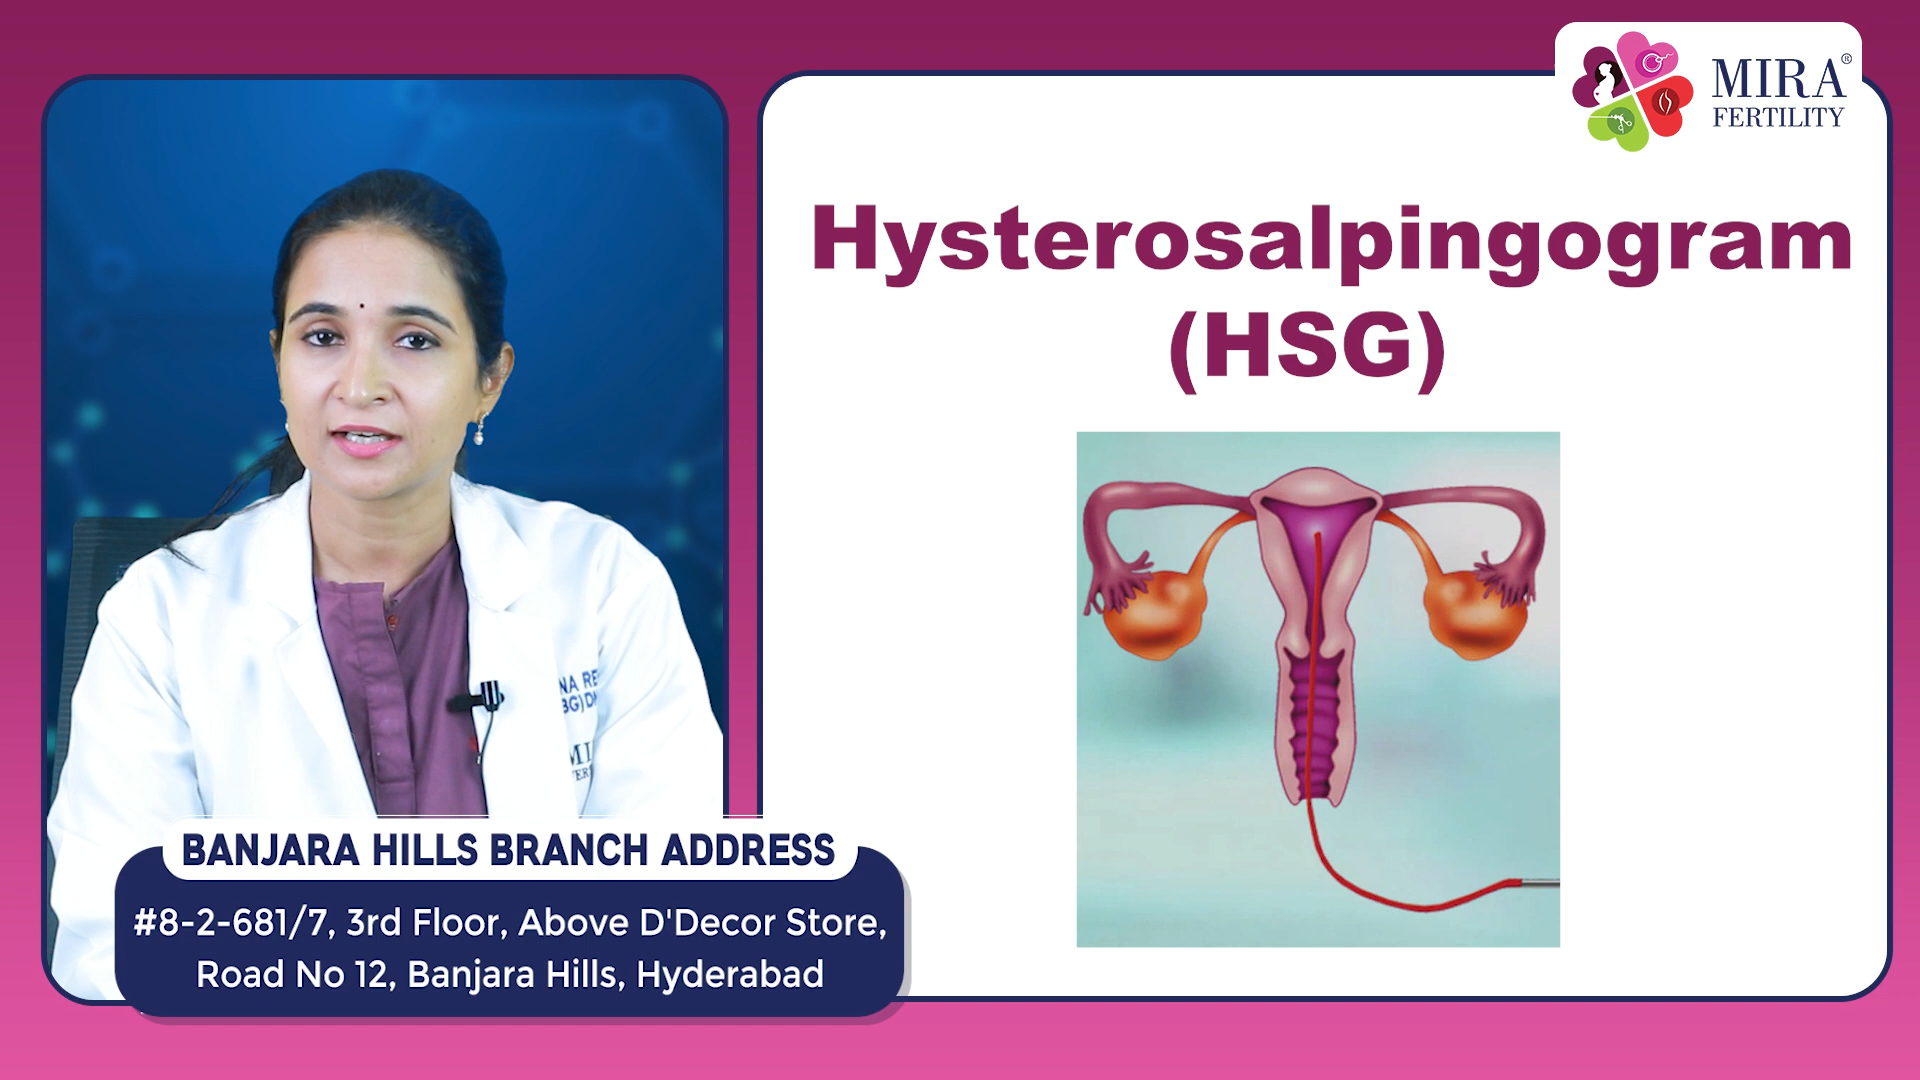 MIRA®
FERTILITY
Hysterosalpingogram
(HSG)
BANJARA HILLS BRANCH ADDRESS
#8-2-681/7, 3rd Floor, Above D'Decor Store,
Road No 12, Banjara Hills, Hyderabad